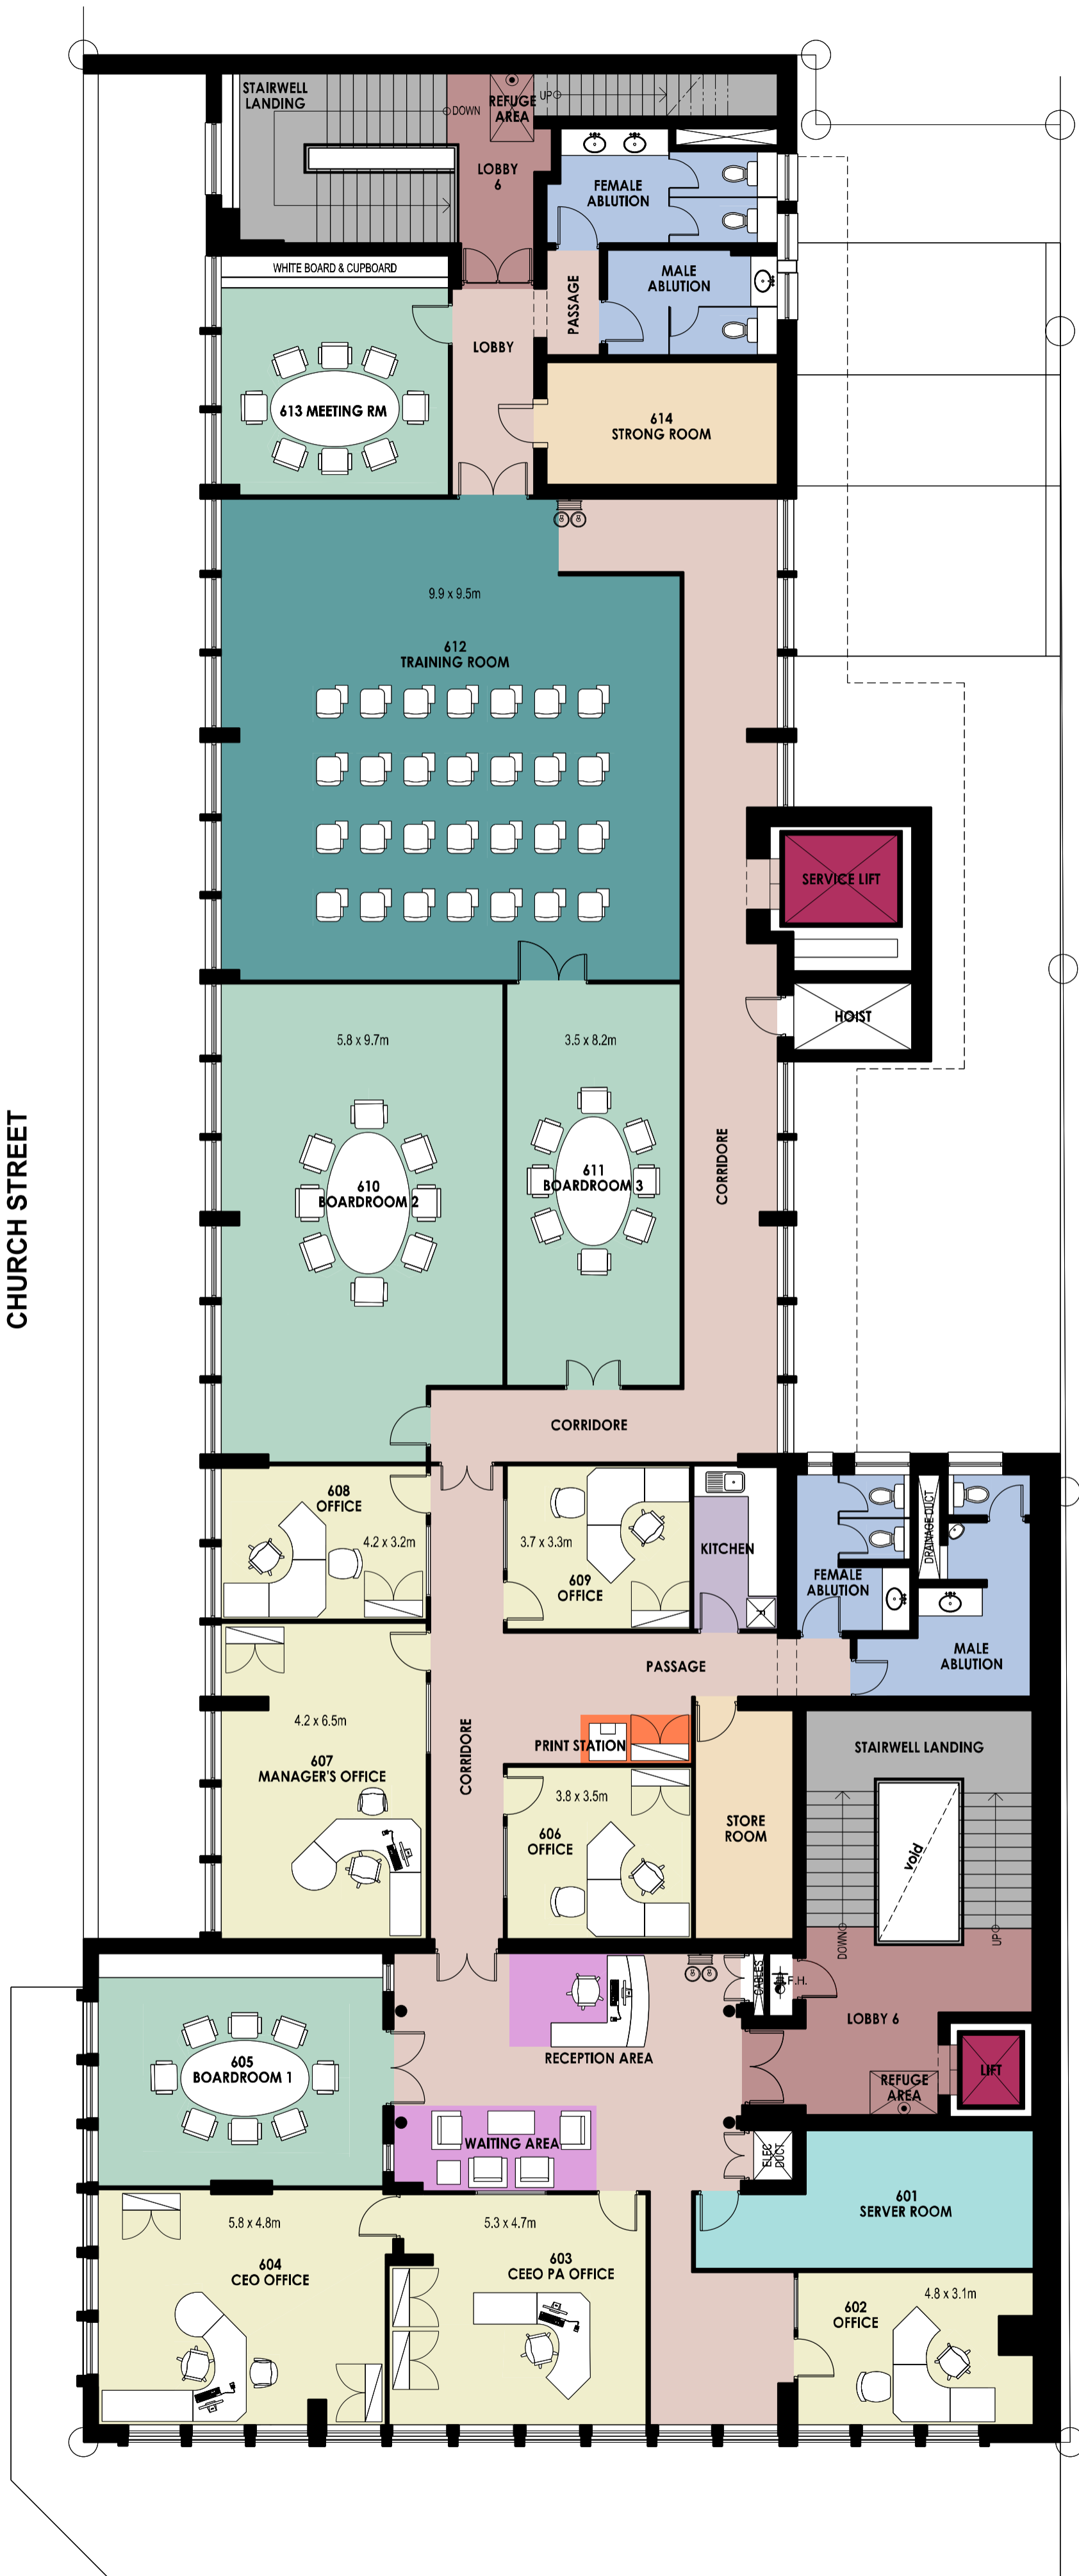 STAIRWELL
LANDING
DOWN
REFUGE
AREA
UP
LOBBY
6
FEMALE
ABLUTION
WHITE BOARD & CUPBOARD
MALE
ABLUTION
PASSAGE
LOBBY
613 MEETING RM
614
STRONG ROOM
9.9 x 9.5m
612
TRAINING ROOM
SERVICE LIFT
HOIST
5.8 x 9.7m
3.5 x 8.2m
CHURCH STREET
610
BOARDROOM 2
611
BOARDROOM 3
CORRIDORE
CORRIDORE
608
OFFICE
4.2 x 3.2m
3.7 x 3.3m
609
OFFICE
KITCHEN
DRAINAGE DUCT
FEMALE
ABLUTION
MALE
ABLUTION
PASSAGE
4.2 x 6.5m
607
MANAGER'S OFFICE
CORRIDORE
PRINT STATION
STAIRWELL LANDING
3.8 x 3.5m
606
OFFICE
STORE
ROOM
void
DOWN
UP
CABLES
F.H.
LOBBY 6
605
BOARDROOM 1
RECEPTION AREA
REFUGE
AREA
LIFT
WAITING AREA
ELEC
DUCT
601
SERVER ROOM
5.8 x 4.8m
5.3 x 4.7m
604
CEO OFFICE
603
CEEO PA OFFICE
4.8 x 3.1m
602
OFFICE